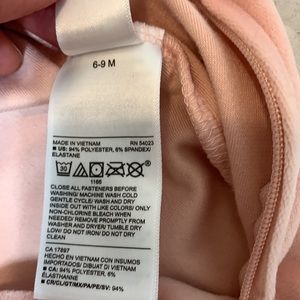 6-9 M
MADE IN VIETNAM RN 54023
■ US: 94% POLYESTER, 6% SPANDEX/
ELASTANE
30
1166
CLOSE ALL FASTENERS BEFORE
WASHING/ MACHINE WASH COLD
GENTLE CYCLE/ WASH AND DRY
INSIDE OUT WITH LIKE COLORS/ ONLY
NON-CHLORINE BLEACH WHEN
NEEDED/ REMOVE PROMPTLY FROM
WASHER AND DRYER/ TUMBLE DRY
LOW/ DO NOT IRON/ DO NOT DRY
CLEAN
CA 17897
HECHO EN VIETNAM CON INSUMOS
IMPORTADOS/ DIBUAT DI VIETNAM
■ CA: 94% POLYESTER, 6%
ELASTHANNE
■ CR/CL/GT/MX/PA/PE/SV: 94%